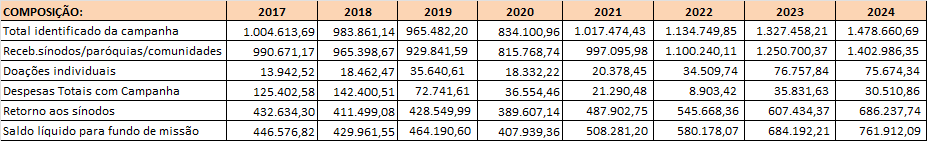 COMPOSIÇÃO: 2017 2018 2019 2020 2021 2022 2023 2024
Total identificado da campanha 1.004.613,69 983.861,14 965.482,20 834.100,96 1.017.474,43 1.134.749,85 1.327.458,21 1.478.660,69
Receb.sínodos/paróquias/comunidades 990.671,17 965.398,67 929.841,59 815.768,74 997.095,98 1.100.240,11 1.250.700,37 1.402.986,35
Doações individuais 13.942,52 18.462,47 35.640,61 18.332,22 20.378,45 34.509,74 76.757,84 75.674,34
Despesas Totais com Campanha 125.402,58 142.400,51 72.741,61 36.554,46 21.290,48 8.903,42 35.831,63 30.510,86
Retorno aos sínodos 432.634,30 411.499,08 428.549,99 389.607,14 487.902,75 545.668,36 607.434,37 686.237,74
Saldo líquido para fundo de missão 446.576,82 429.961,55 464.190,60 407.939,36 508.281,20 580.178,07 684.192,21 761.912,09